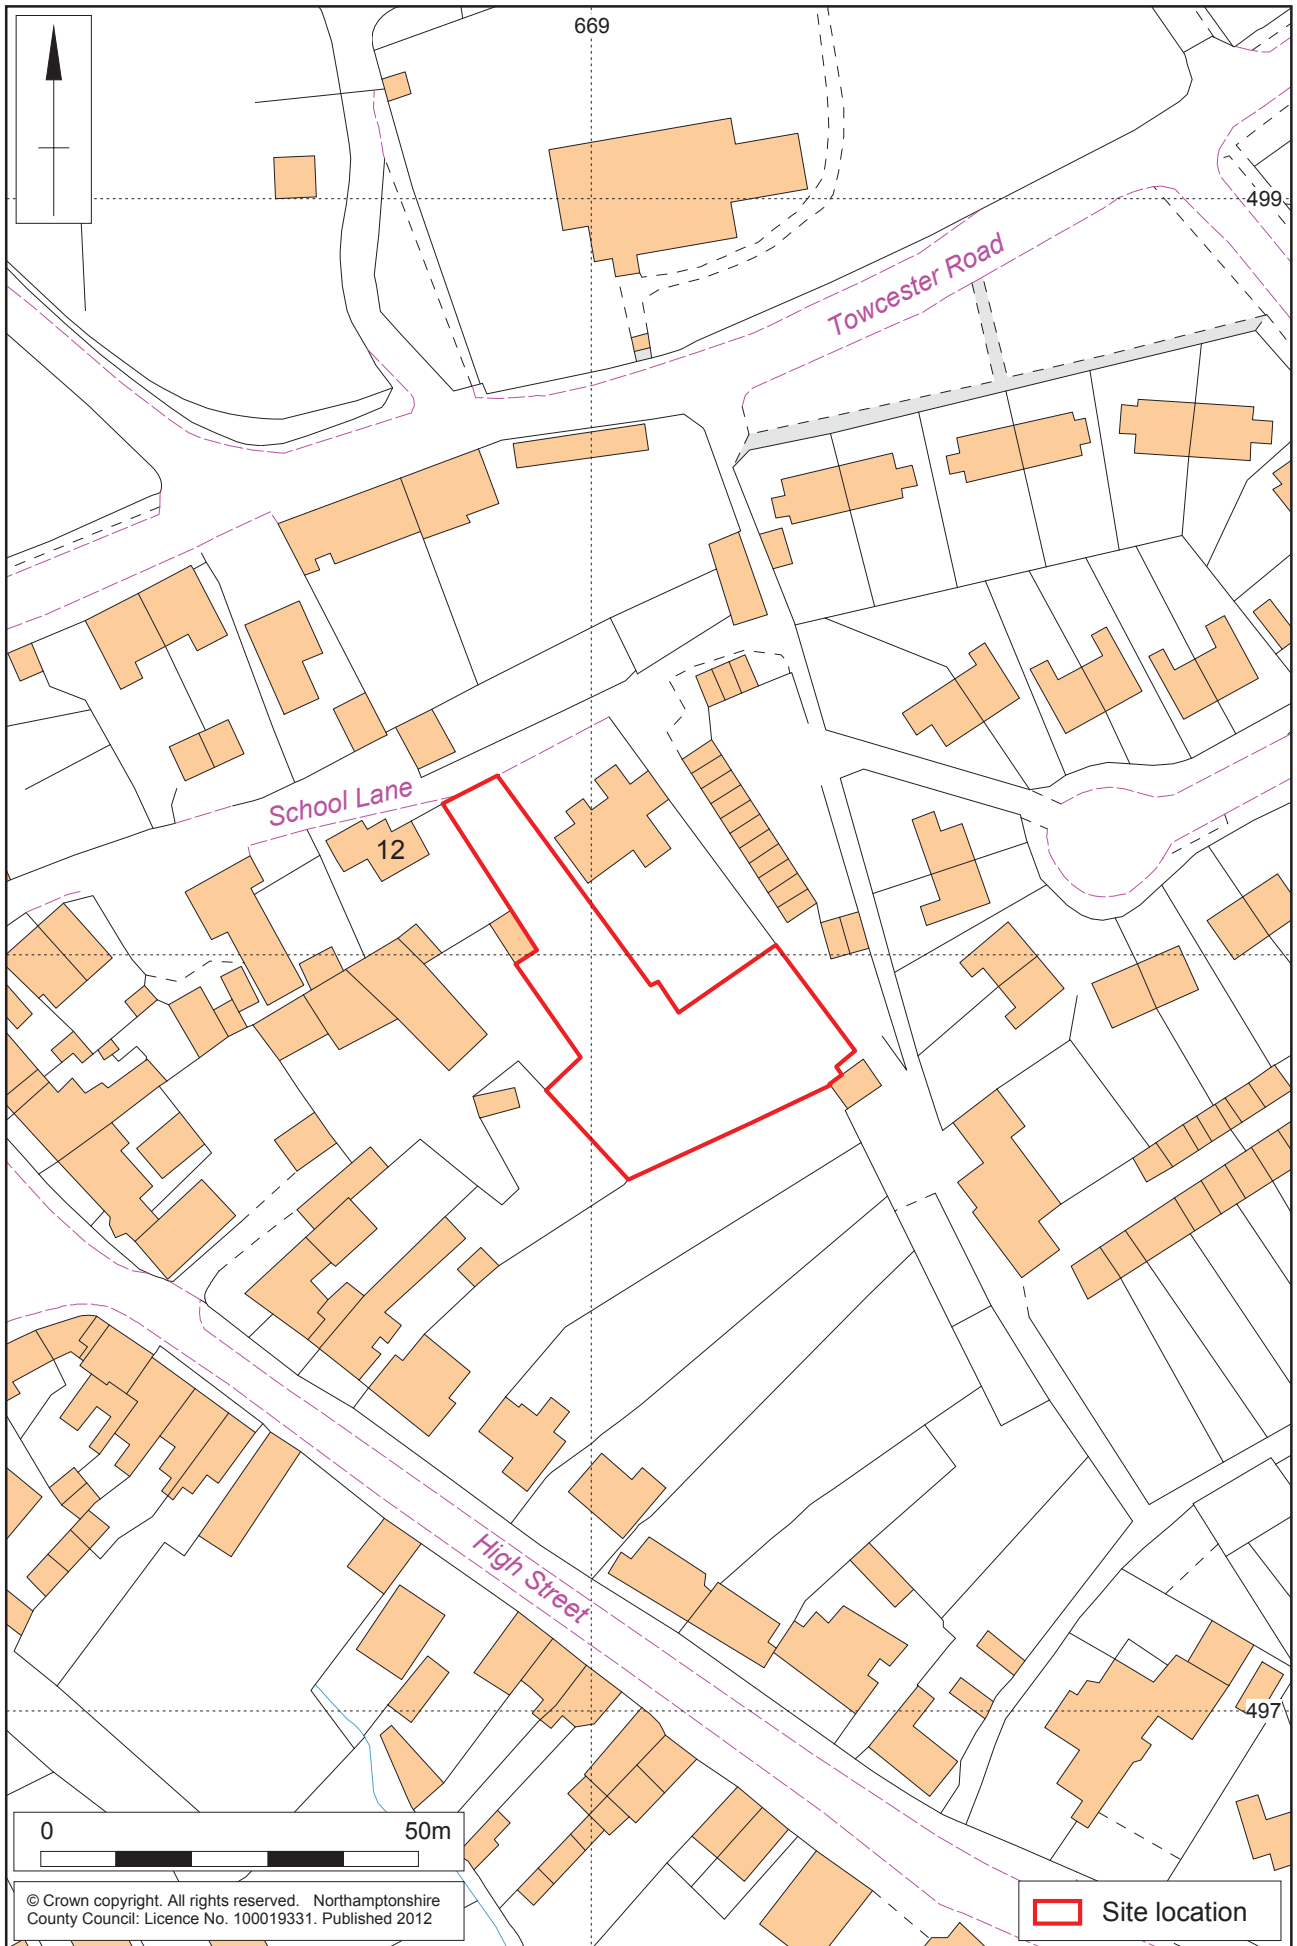 669
499
Towcester Road
School Lane
12
High Street
497
0 50m
© Crown copyright. All rights reserved. Northamptonshire
County Council: Licence No. 100019331. Published 2012
Site location